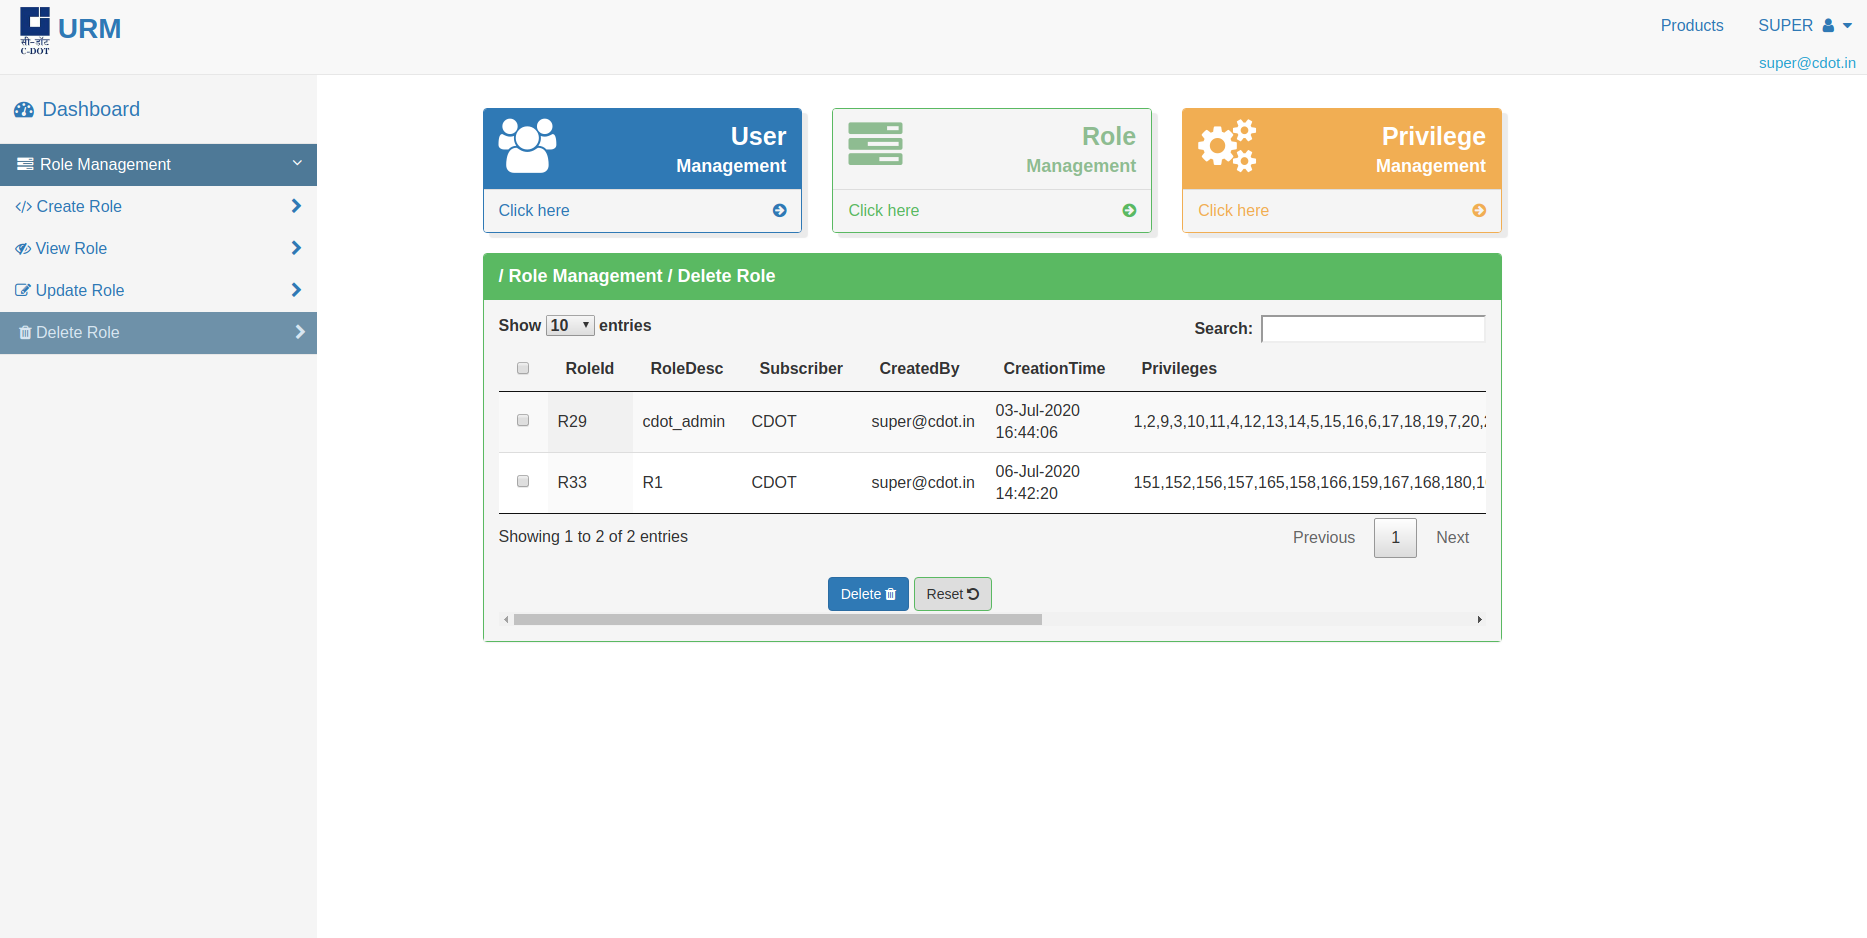 सी-डॉट
C-DOT
URM
Products
SUPER
super@cdot.in
Dashboard
Role Management
Create Role
View Role
Update Role
Delete Role
User
Management
Click here
Role
Management
Click here
Privilege
Management
Click here
/ Role Management / Delete Role
Show 10 entries
Search:
RoleId RoleDesc Subscriber CreatedBy CreationTime Privileges
R29 cdot_admin CDOT super@cdot.in 03-Jul-2020 16:44:06 1,2,9,3,10,11,4,12,13,14,5,15,16,6,17,18,19,7,20,
R33 R1 CDOT super@cdot.in 06-Jul-2020 14:42:20 151,152,156,157,165,158,166,159,167,168,180,
Showing 1 to 2 of 2 entries
Previous 1 Next
Delete Reset